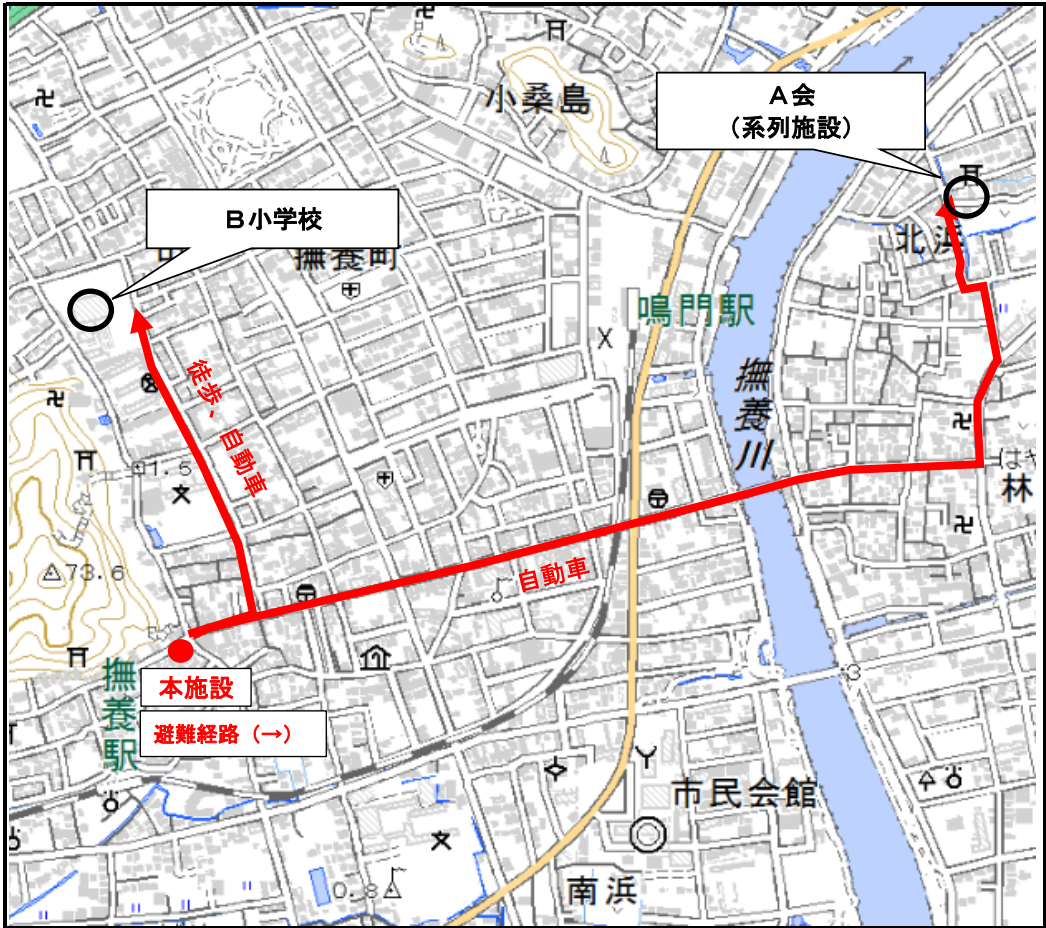 小桑島
A会
(系列施設)
B小学校
撫養町
北浜
鳴門駅
撫養川
徒歩、自動車
1.5
林
73.6
自動車
本施設
撫養駅
避難経路(→)
3
市民会館
南浜
0.8